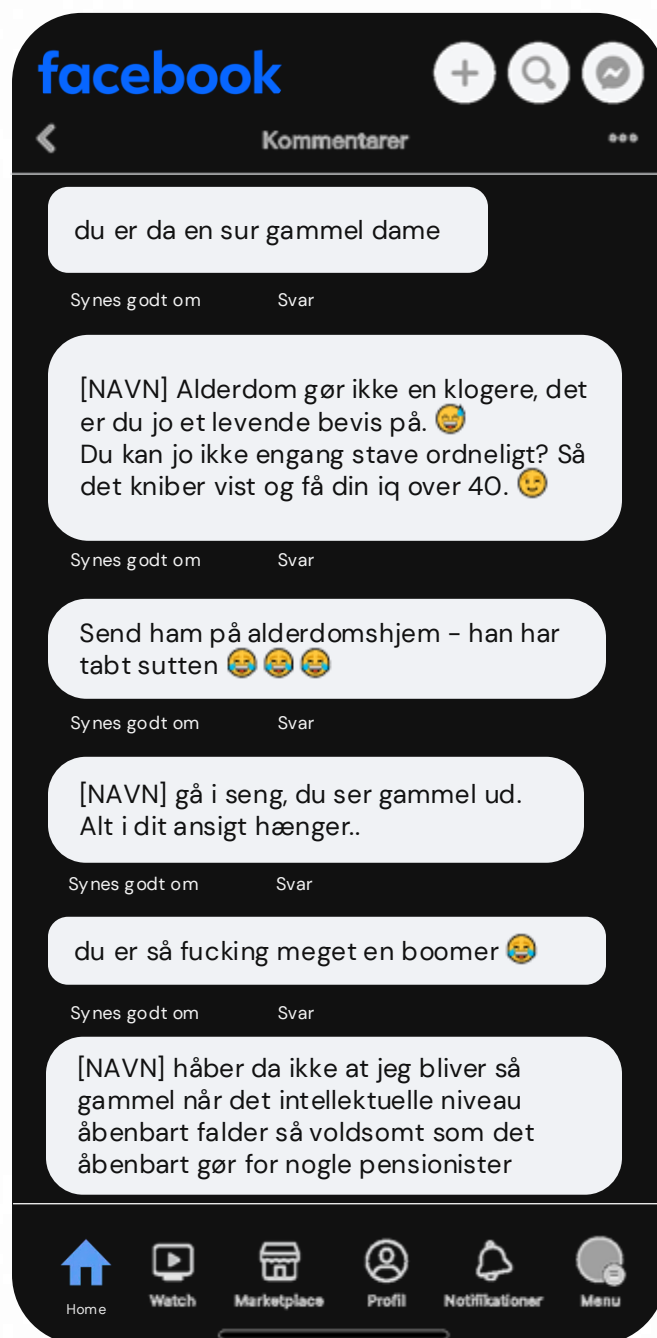 facebook
Kommentarer
du er da en sur gammel dame
Synes godt om Svar
[NAVN] Alderdom gør ikke en klogere, det
er du jo et levende bevis på. 😅
Du kan jo ikke engang stave ordneligt? Så
det kniber vist og få din iq over 40. 😉
Synes godt om Svar
Send ham på alderdomshjem - han har
tabt sutten 😂 😂 😂
Synes godt om Svar
[NAVN] gå i seng, du ser gammel ud.
Alt i dit ansigt hænger..
Synes godt om Svar
du er så fucking meget en boomer 😂
Synes godt om Svar
[NAVN] håber da ikke at jeg bliver så
gammel når det intellektuelle niveau
åbenbart falder så voldsomt som det
åbenbart gør for nogle pensionister
Home Watch Marketplace Profil Notifikationer Menu